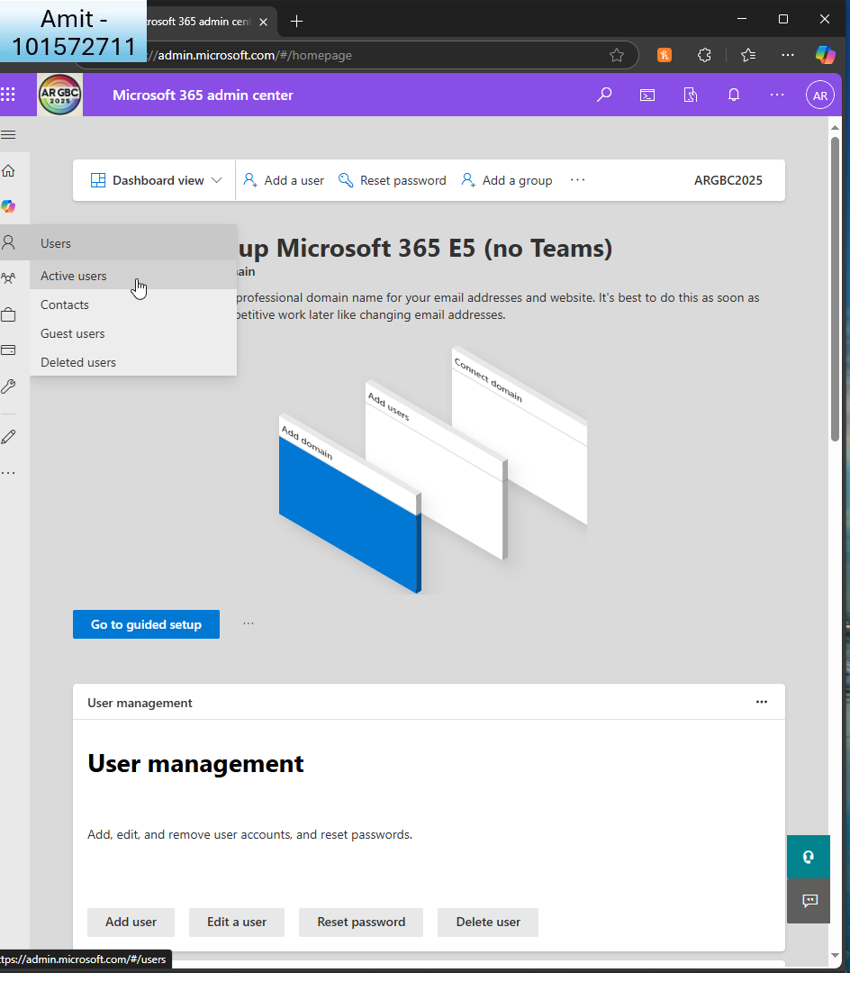 Amit -
101572711
rosoft 365 admin cen
://admin.microsoft.com/#/homepage
AR GBC
2025
Microsoft 365 admin center
AR
Dashboard view
Add a user
Reset password
Add a group
ARGBC2025
Users
up Microsoft 365 E5 (no Teams)
ain
Active users
professional domain name for your email addresses and website. It's best to do this as soon as
Contacts
petitive work later like changing email addresses.
Guest users
Deleted users
Connect domain
Add users
Add domain
Go to guided setup
User management
User management
Add, edit, and remove user accounts, and reset passwords.
Add user
Edit a user
Reset password
Delete user
tps://admin.microsoft.com/#/users